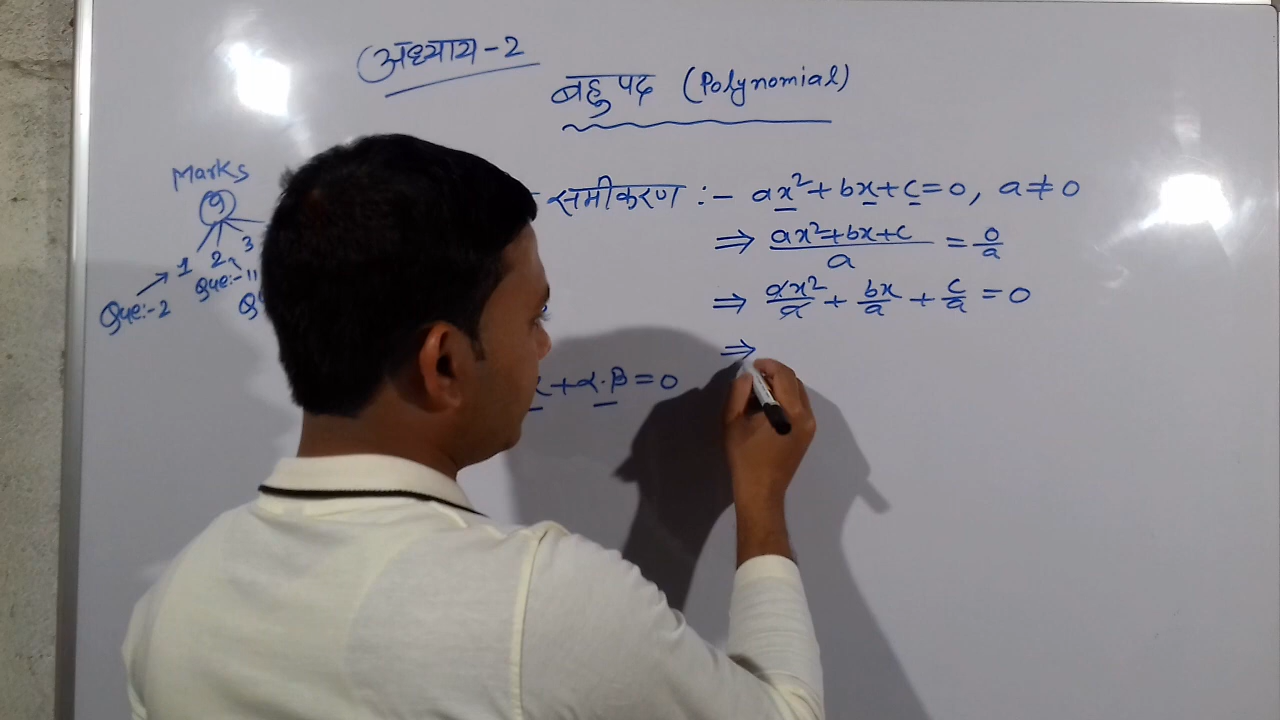 अध्याय-2
बहुपद (Polynomial)
Marks
9
1 2 3
Que:-2 Que:-11
समीकरण :- ax²+bx+c=0, a≠0
⇒ ax²+bx+c/a = 0/a
⇒ ax²/a + bx/a + c/a = 0
⇒
+α.β=0